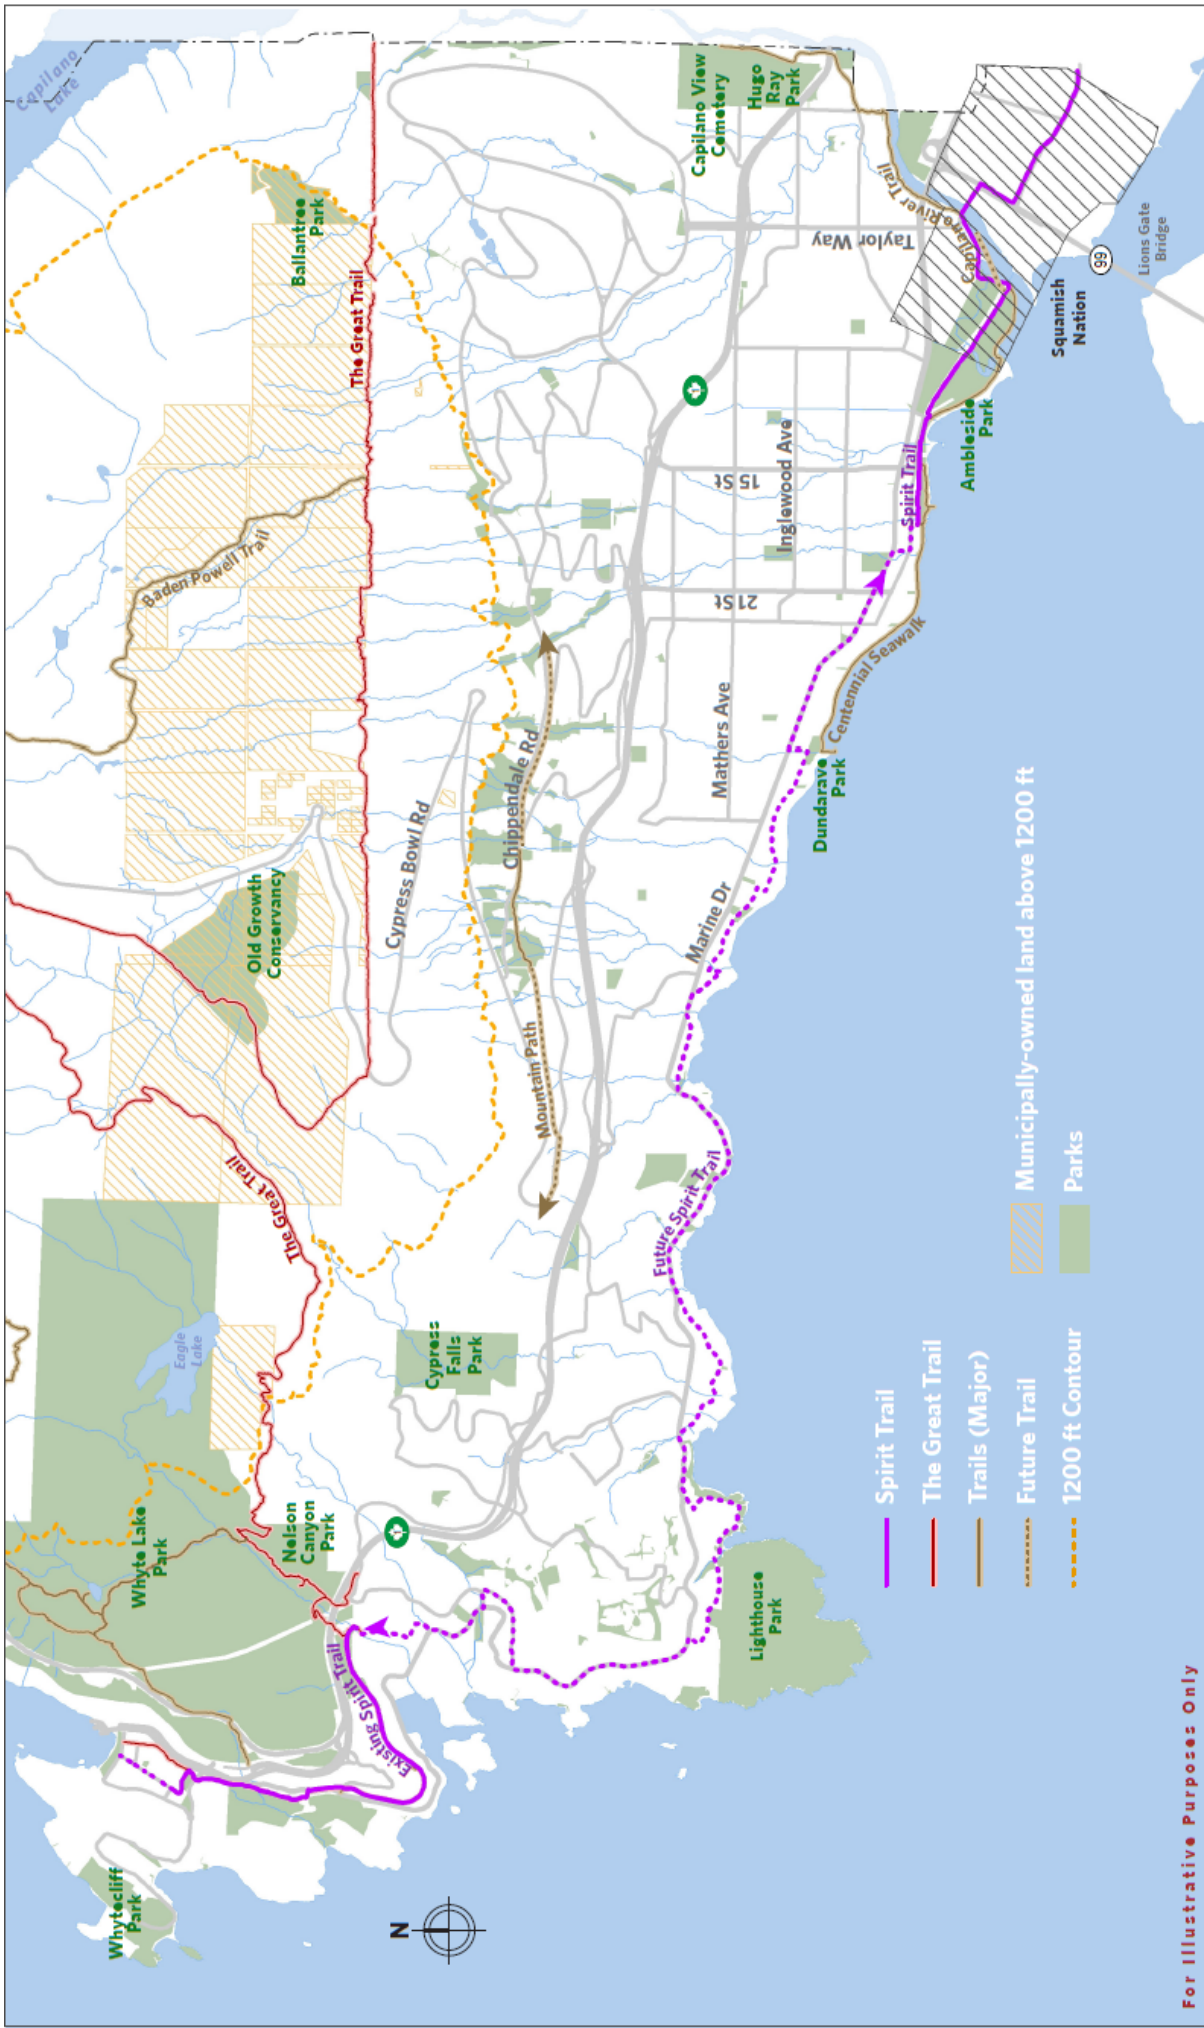 Capilano
Lake
Ballantree
Park
The Great Trail
Baden Powell Trail
Old Growth
Conservancy
Cypress Bowl Rd
The Great Trail
Eagle
Lake
Whyte Lake
Park
Nelson
Canyon
Park
Cypress
Falls
Park
Whytecliff
Park
Existing Spirit Trail
Mountain Path
Chippendale Rd
Capilano View
Cemetery
Hugo
Ray
Park
Taylor Way
Capilano River Trail
15 St
Inglewood Ave
21 St
Mathers Ave
Marine Dr
Spirit Trail
Ambleside
Park
Squamish
Nation
99
Lions Gate
Bridge
1
1
Centennial Seawalk
Dundarave
Park
Future Spirit Trail
Lighthouse
Park
N
Spirit Trail
The Great Trail
Trails (Major)
Future Trail
1200 ft Contour
Municipally-owned land above 1200 ft
Parks
For Illustrative Purposes Only